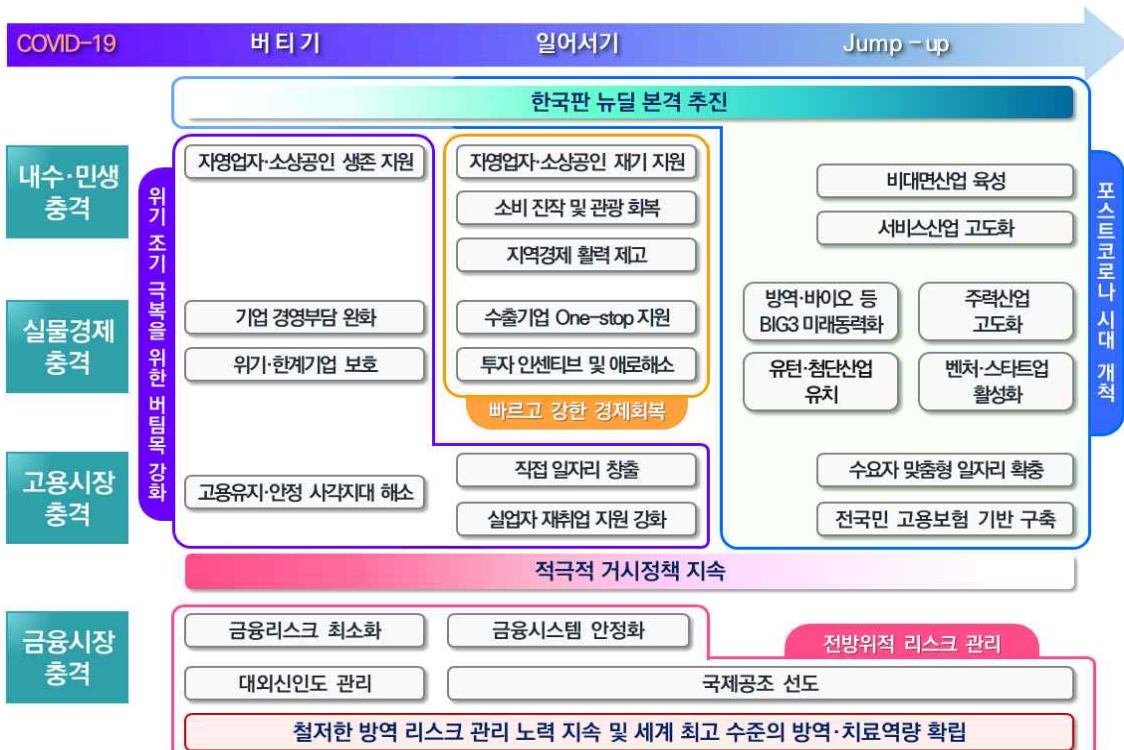 COVID-19
버티기
일어서기
Jump-up
한국판 뉴딜 본격 추진
내수·민생
충격
위기 조기 극복을 위한 버팀목 강화
자영업자·소상공인 생존 지원
자영업자·소상공인 재기 지원
소비 진작 및 관광 회복
지역경제 활력 제고
비대면산업 육성
서비스산업 고도화
포스트코로나 시대 개척
실물경제
충격
기업 경영부담 완화
위기·한계기업 보호
수출기업 One-stop 지원
투자 인센티브 및 애로해소
빠르고 강한 경제회복
방역·바이오 등
BIG3 미래동력화
주력산업
고도화
유턴·첨단산업
유치
벤처·스타트업
활성화
고용시장
충격
고용유지·안정 사각지대 해소
직접 일자리 창출
실업자 재취업 지원 강화
수요자 맞춤형 일자리 확충
전국민 고용보험 기반 구축
적극적 거시정책 지속
금융시장
충격
금융리스크 최소화
금융시스템 안정화
전방위적 리스크 관리
대외신인도 관리
국제공조 선도
철저한 방역 리스크 관리 노력 지속 및 세계 최고 수준의 방역·치료역량 확립